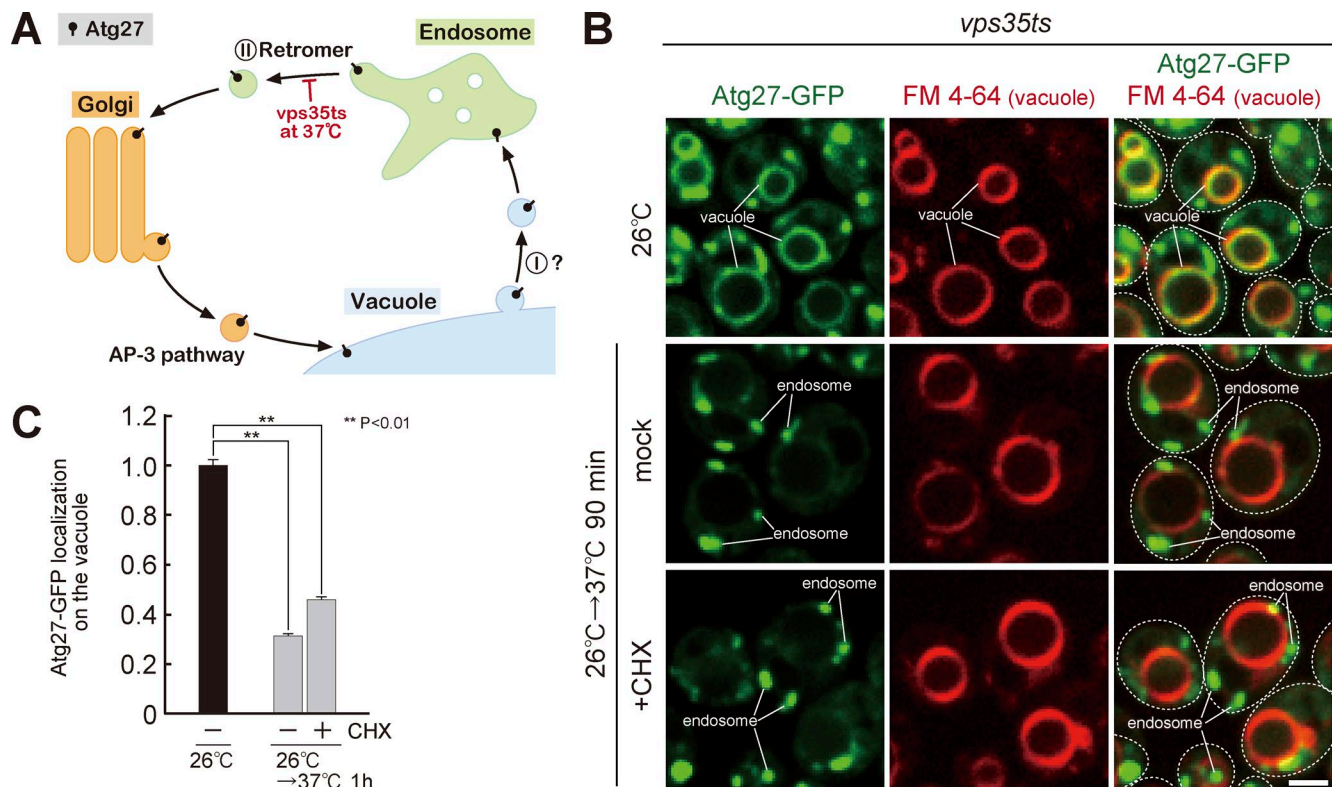 A
Atg27
Endosome
Ⅱ Retromer
Golgi
vps35ts
at 37℃
Ⅰ ?
Vacuole
AP-3 pathway
B
vps35ts
Atg27-GFP
FM 4-64 (vacuole)
Atg27-GFP
FM 4-64 (vacuole)
26℃
vacuole
vacuole
vacuole
26℃→37℃ 90 min
mock
endosome
endosome
endosome
endosome
+CHX
endosome
endosome
endosome
endosome
C
Atg27-GFP localization
on the vacuole
1.2
1.0
0.8
0.6
0.4
0.2
0
**
**
** P<0.01
− − + CHX
26℃
26℃
→37℃ 1h